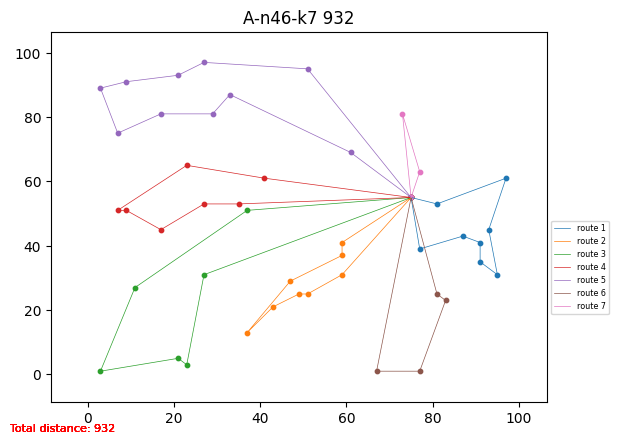 A-n46-k7 932
100
80
60
40
20
0
0 20 40 60 80 100
route 1
route 2
route 3
route 4
route 5
route 6
route 7
Total distance: 932